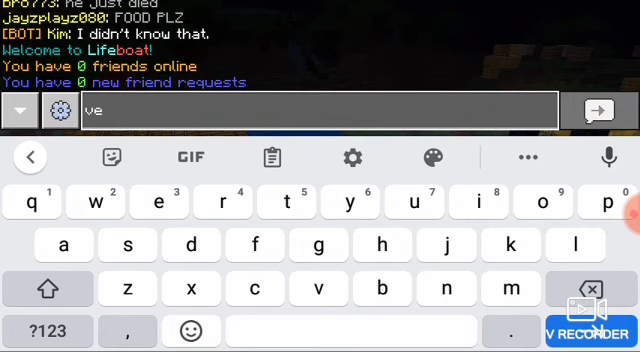 Bro773: he just died
jayzplayz080: FOOD PLZ
[BOT] Kim: I didn't know that.
Welcome to Lifeboat!
You have 0 friends online
You have 0 new friend requests
ve
GIF
q 1 w 2 e 3 r 4 t 5 y 6 u 7 i 8 o 9 p 0
a s d f g h j k l
z x c v b n m
?123 , .
V RECORDER